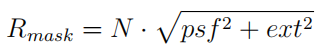 R_{mask} = N \cdot \sqrt{psf^2 + ext^2}